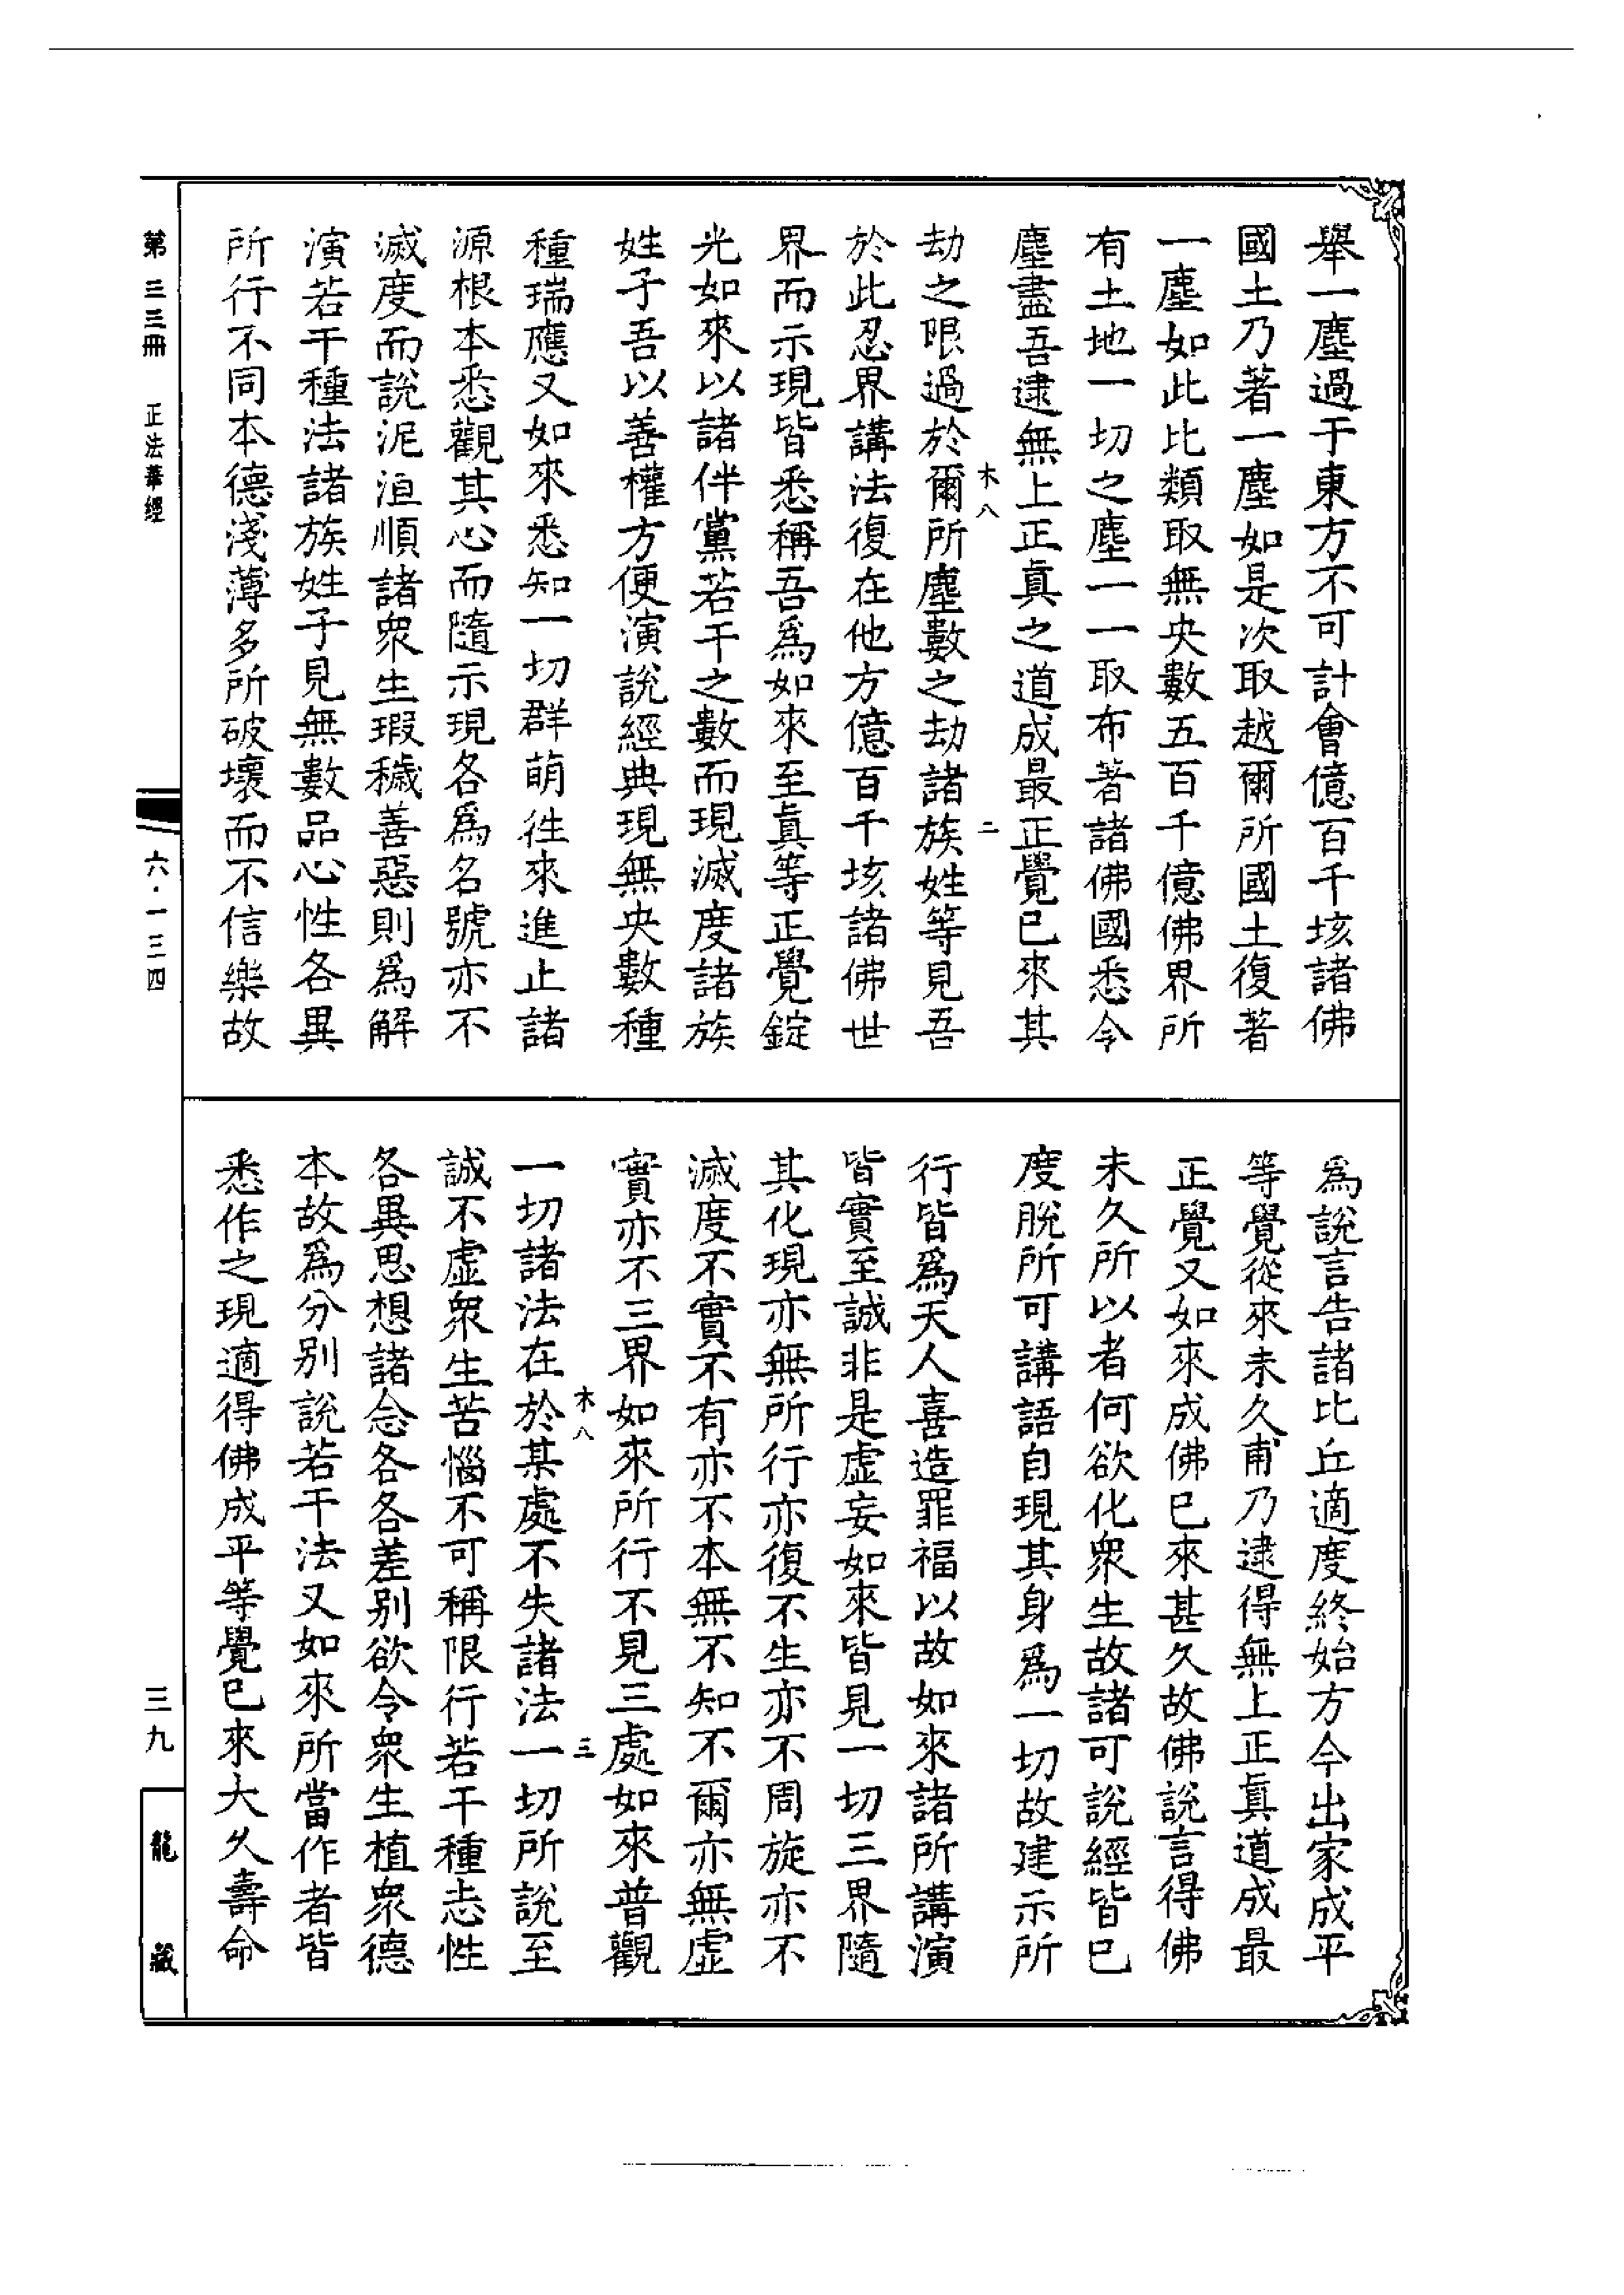 舉一塵過于東方不可計會億百千垓諸佛
國土乃著一塵如是次取越爾所國土復著
一塵如此比類取無央數五百千億佛界所
有土地一切之塵一一取布著諸佛國悉令
塵盡吾逮無上正真之道成最正覺已來其
木八
二
劫之限過於爾所塵數之劫諸族姓等見吾
於此忍界講法復在他方億百千垓諸佛世
界而示現皆悉稱吾為如來至真等正覺錠
光如來以諸伴黨若干之數而現滅度諸族
姓子吾以善權方便演說經典現無央數種
種瑞應又如來悉知一切群萌往來進止諸
源根本悉觀其心而隨示現各為名號亦不
滅度而說泥洹順諸眾生瑕穢善惡則為解
演若干種法諸族姓子見無數品心性各異
所行不同本德淺薄多所破壞而不信樂故
為說言告諸比丘適度終始方今出家成平
等覺從來未久甫乃逮得無上正真道成最
正覺又如來成佛已來甚久故佛說言得佛
未久所以者何欲化眾生故諸可說經皆已
度脫所可講語自現其身為一切故建示所
行皆為天人喜造罪福以故如來諸所講演
皆實至誠非是虛妄如來皆見一切三界隨
其化現亦無所行亦復不生亦不周旋亦不
滅度不實不有亦不本無不知不爾亦無虛
實亦不三界如來所行不見三處如來普觀
木八
三
一切諸法在於某處不失諸法一切所說至
誠不虛眾生苦惱不可稱限行若干種志性
各異思想諸念各各差別欲令眾生植眾德
本故為分別說若干法又如來所當作者皆
悉作之現適得佛成平等覺已來大久壽命
第三三冊 正法華經
六·一三四
三九
龍藏